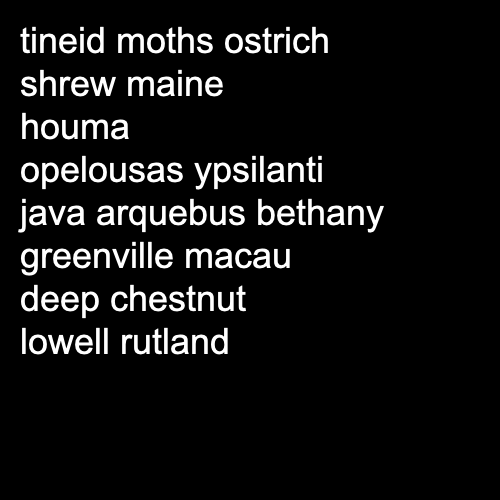 tineid moths ostrich
shrew maine
houma
opelousas ypsilanti
java arquebus bethany
greenville macau
deep chestnut
lowell rutland